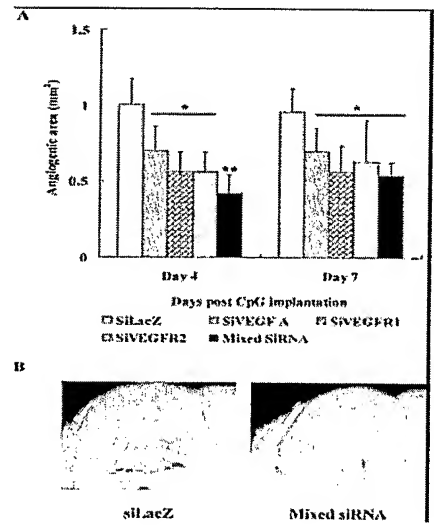 A
1.5
1
0.5
0
Angiogenic area (mm²)
*
**
*
Day 4
Day 7
Days post CpG Implantation
SiLacZ SiVEGF A SiVEGFR1
SiVEGFR2 Mixed SiRNA
B
siLacZ
Mixed siRNA